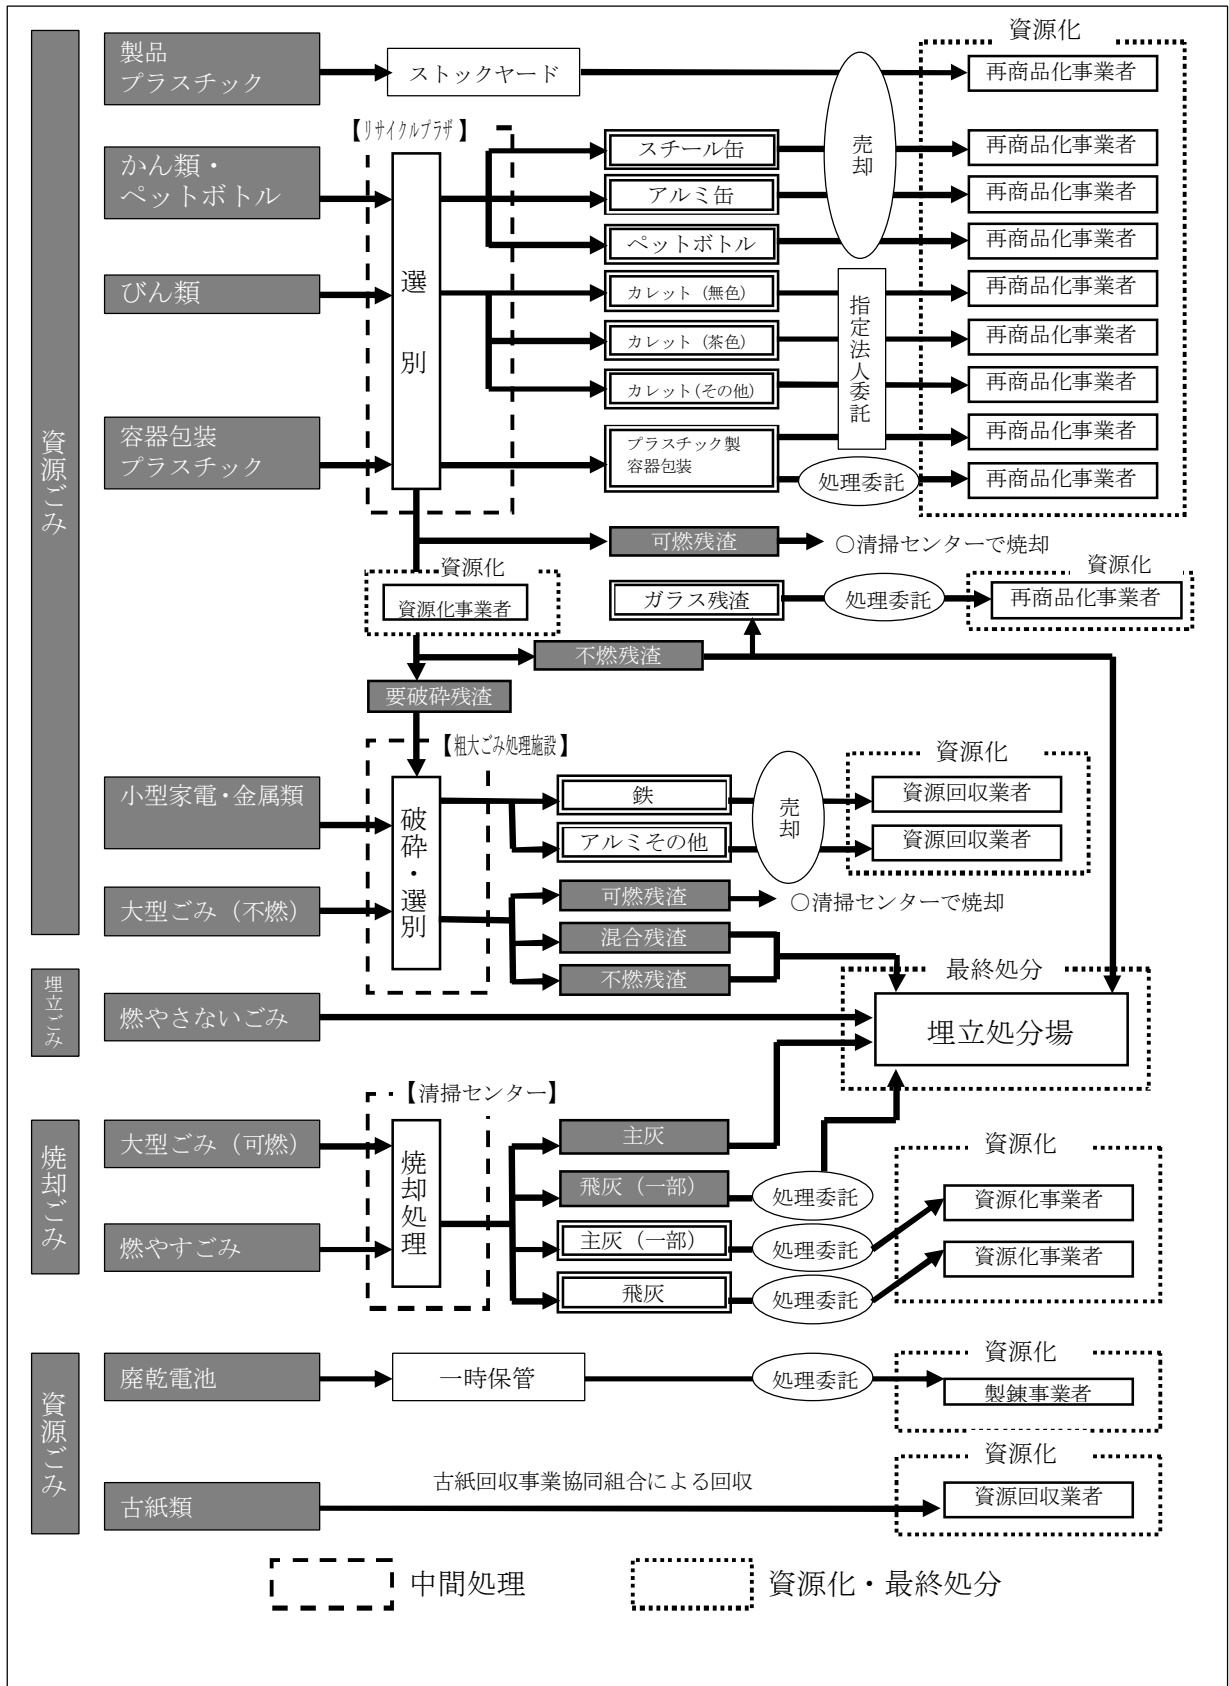 資源ごみ
製品
プラスチック
ストックヤード
売却
資源化
再商品化事業者
【リサイクルプラザ】
かん類・
ペットボトル
選別
スチール缶
再商品化事業者
アルミ缶
再商品化事業者
ペットボトル
再商品化事業者
びん類
カレット（無色）
指定法人委託
再商品化事業者
カレット（茶色）
再商品化事業者
カレット（その他）
再商品化事業者
容器包装
プラスチック
プラスチック製
容器包装
再商品化事業者
処理委託
再商品化事業者
可燃残渣
○清掃センターで焼却
資源化
資源化事業者
ガラス残渣
処理委託
資源化
再商品化事業者
不燃残渣
要破砕残渣
【粗大ごみ処理施設】
小型家電・金属類
破砕・選別
鉄
売却
資源化
資源回収業者
アルミその他
資源回収業者
大型ごみ（不燃）
可燃残渣
○清掃センターで焼却
混合残渣
不燃残渣
埋立ごみ
燃やさないごみ
最終処分
埋立処分場
【清掃センター】
焼却ごみ
大型ごみ（可燃）
焼却処理
主灰
資源化
飛灰（一部）
処理委託
資源化事業者
燃やすごみ
主灰（一部）
処理委託
資源化事業者
飛灰
処理委託
資源ごみ
廃乾電池
一時保管
処理委託
資源化
製錬事業者
古紙類
古紙回収事業協同組合による回収
資源化
資源回収業者
中間処理
資源化・最終処分